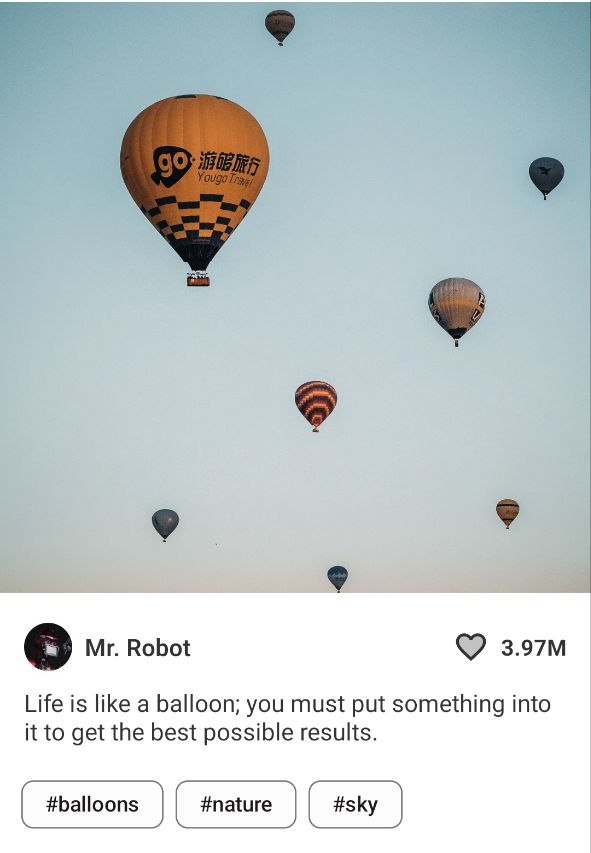 go
游够旅行
Yougo Travel
Mr. Robot
3.97M
Life is like a balloon; you must put something into
it to get the best possible results.
#balloons
#nature
#sky